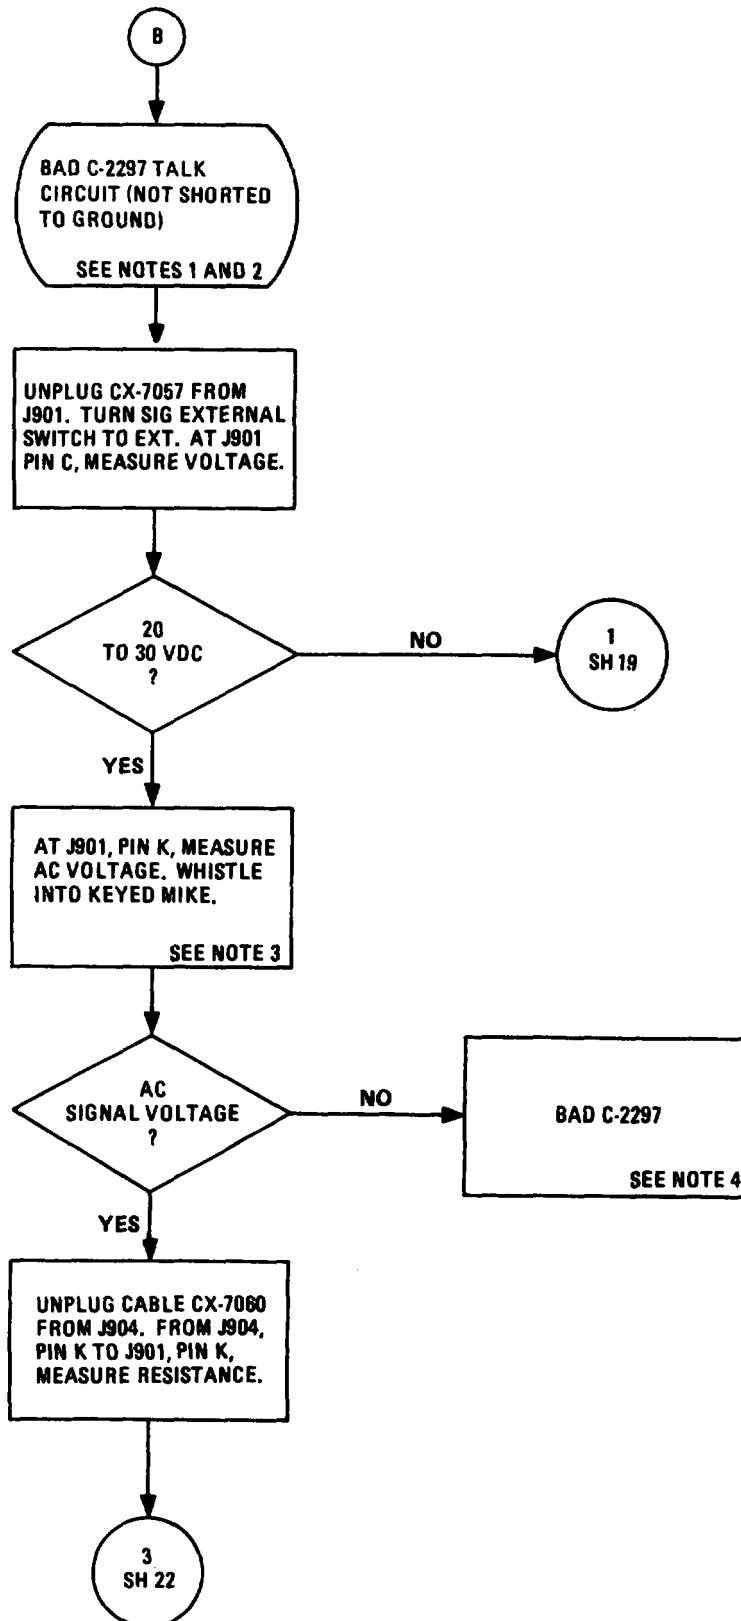 B
BAD C-2297 TALK
CIRCUIT (NOT SHORTED
TO GROUND)
SEE NOTES 1 AND 2
UNPLUG CX-7057 FROM
J901. TURN SIG EXTERNAL
SWITCH TO EXT. AT J901
PIN C, MEASURE VOLTAGE.
20
TO 30 VDC
?
NO
1
SH 19
YES
AT J901, PIN K, MEASURE
AC VOLTAGE. WHISTLE
INTO KEYED MIKE.
SEE NOTE 3
AC
SIGNAL VOLTAGE
?
NO
BAD C-2297
SEE NOTE 4
YES
UNPLUG CABLE CX-7060
FROM J904. FROM J904,
PIN K TO J901, PIN K,
MEASURE RESISTANCE.
3
SH 22